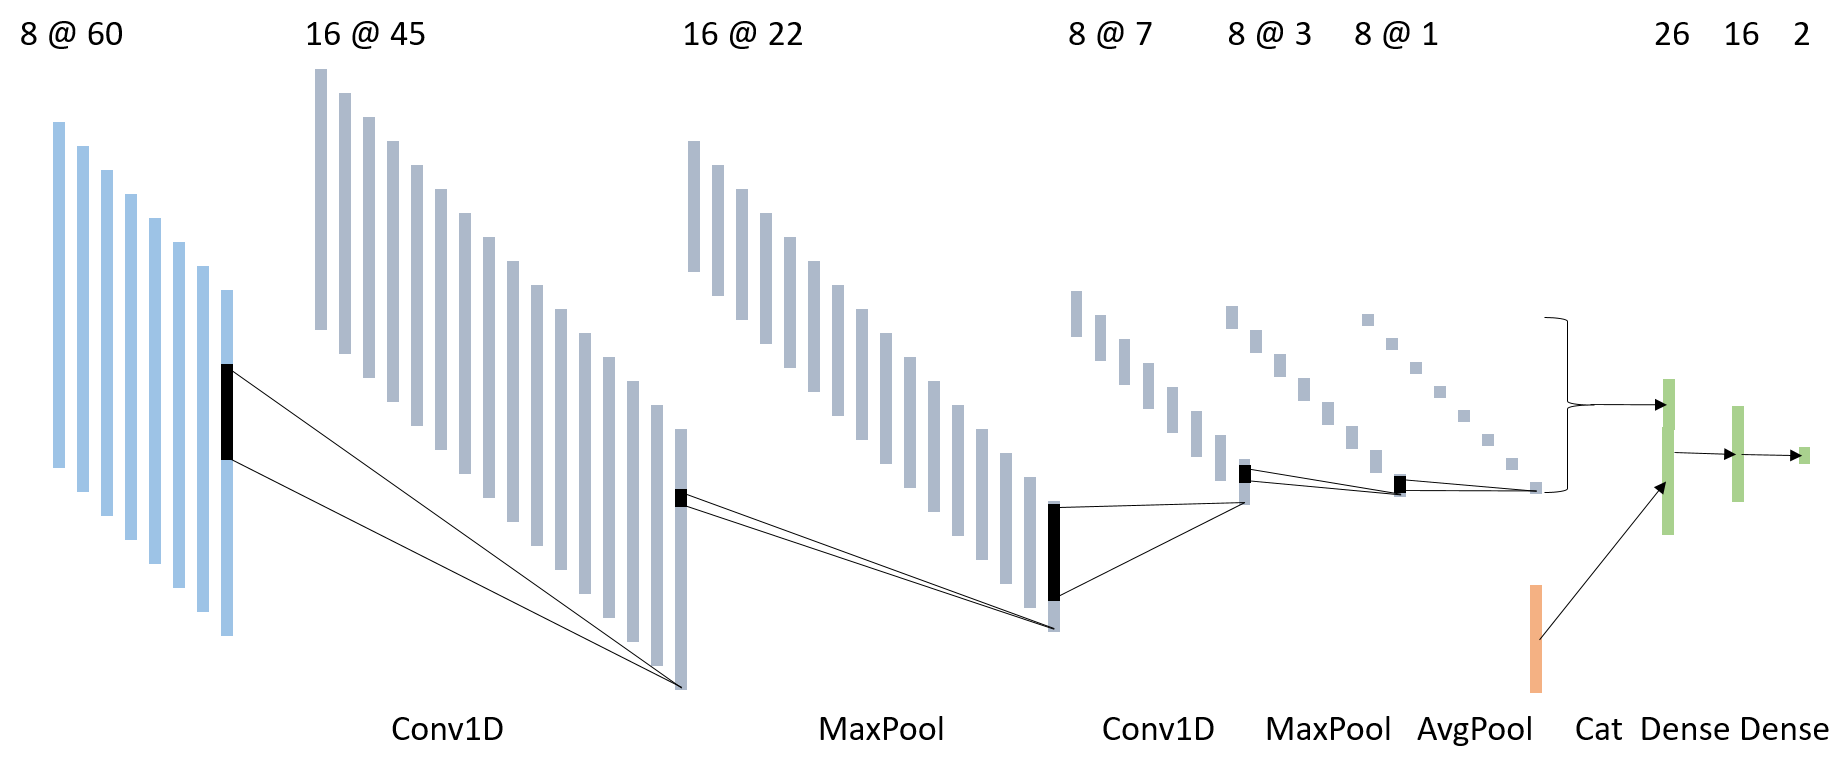 8 @ 60 16 @ 45 16 @ 22 8 @ 7 8 @ 3 8 @ 1 26 16 2
Conv1D MaxPool Conv1D MaxPool AvgPool Cat Dense Dense